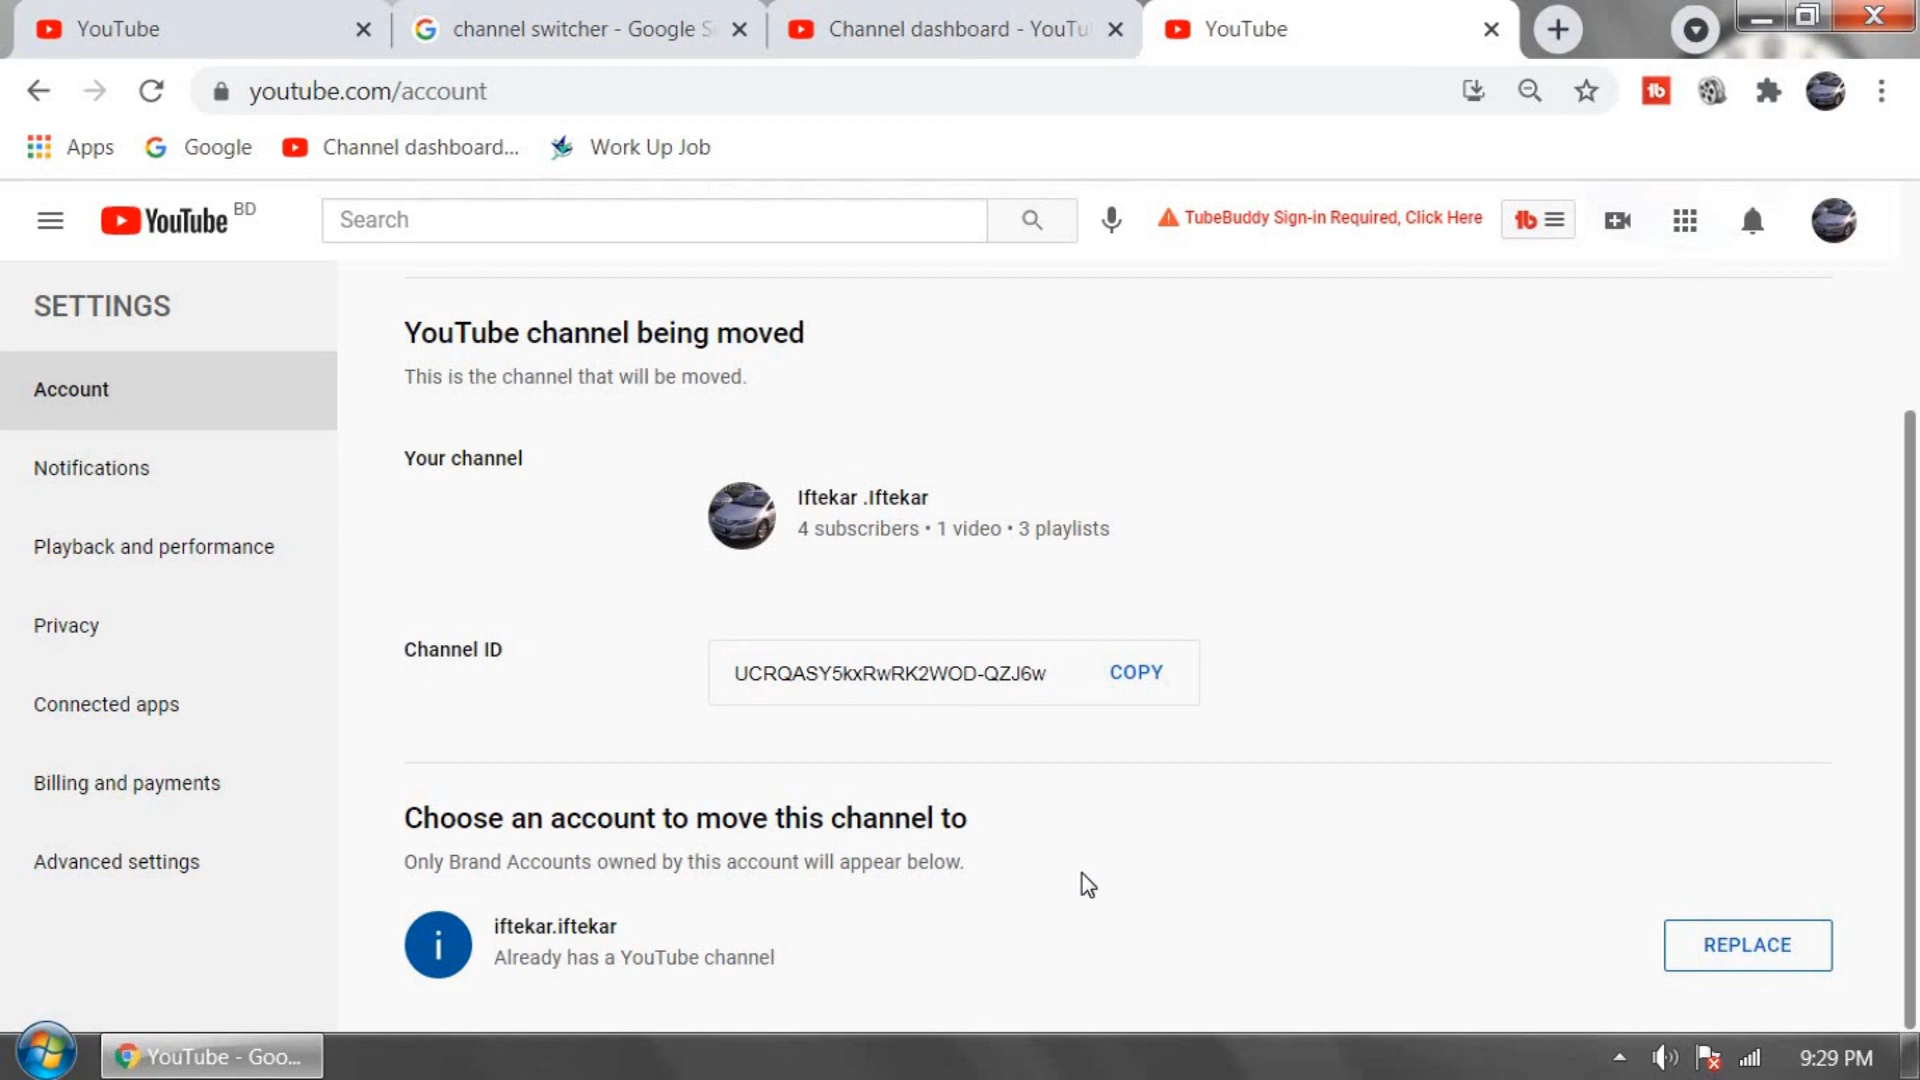 YouTube
channel switcher - Google S
Channel dashboard - YouTu
YouTube
youtube.com/account
Apps
Google
Channel dashboard...
Work Up Job
YouTube BD
Search
TubeBuddy Sign-in Required, Click Here
SETTINGS
Account
Notifications
Playback and performance
Privacy
Connected apps
Billing and payments
Advanced settings
YouTube channel being moved
This is the channel that will be moved.
Your channel
Iftekar .Iftekar
4 subscribers • 1 video • 3 playlists
Channel ID
UCRQASY5kxRwRK2WOD-QZJ6w
COPY
Choose an account to move this channel to
Only Brand Accounts owned by this account will appear below.
i
iftekar.iftekar
Already has a YouTube channel
REPLACE
YouTube - Goo...
9:29 PM